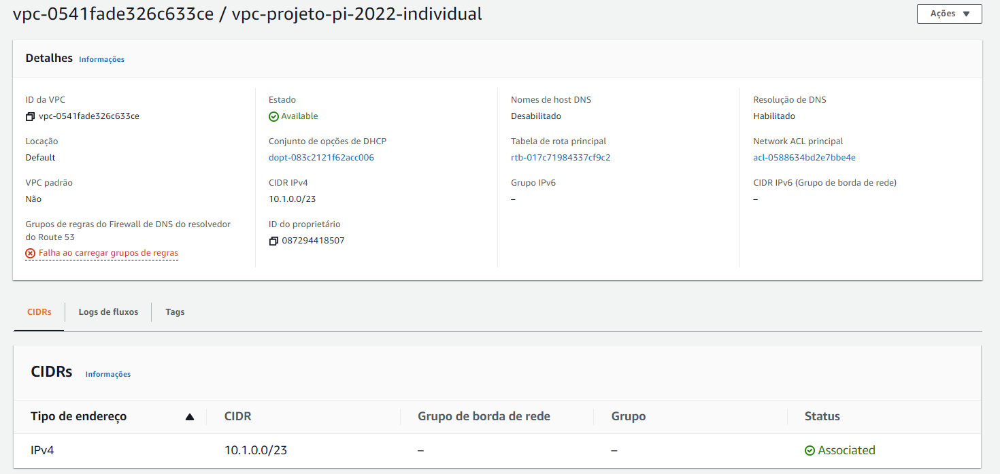 vpc-0541fade326c633ce / vpc-projeto-pi-2022-individual
Ações
Detalhes Informações
ID da VPC
vpc-0541fade326c633ce
Estado
Available
Nomes de host DNS
Desabilitado
Resolução de DNS
Habilitado
Locação
Default
Conjunto de opções de DHCP
dopt-083c2121f62acc006
Tabela de rota principal
rtb-017c71984337cf9c2
Network ACL principal
acl-0588634bd2e7bbe4e
VPC padrão
Não
CIDR IPv4
10.1.0.0/23
Grupo IPv6
–
CIDR IPv6 (Grupo de borda de rede)
–
Grupos de regras do Firewall de DNS do resolvedor
do Route 53
Falha ao carregar grupos de regras
ID do proprietário
087294418507
CIDRs Logs de fluxos Tags
CIDRs Informações
Tipo de endereço CIDR Grupo de borda de rede Grupo Status
IPv4 10.1.0.0/23 – – Associated